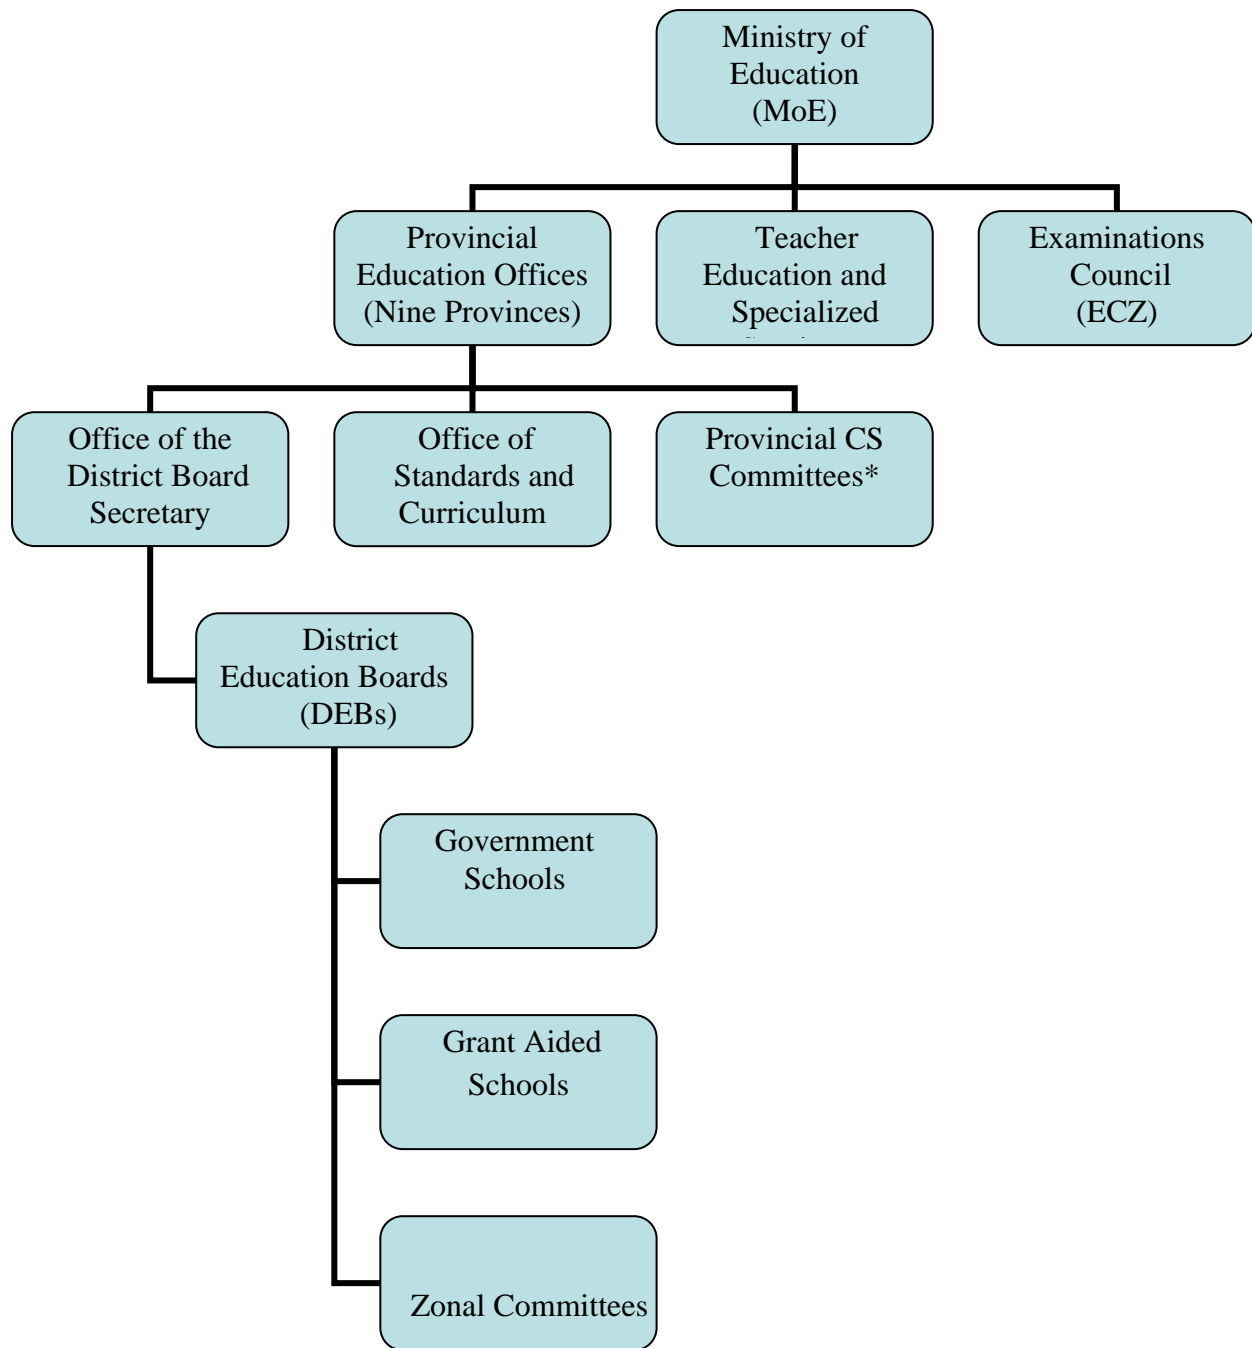 Ministry of
Education
(MoE)
Provincial
Education Offices
(Nine Provinces)
Teacher
Education and
Specialized
Examinations
Council
(ECZ)
Office of the
District Board
Secretary
Office of
Standards and
Curriculum
Provincial CS
Committees*
District
Education Boards
(DEBs)
Government
Schools
Grant Aided
Schools
Zonal Committees